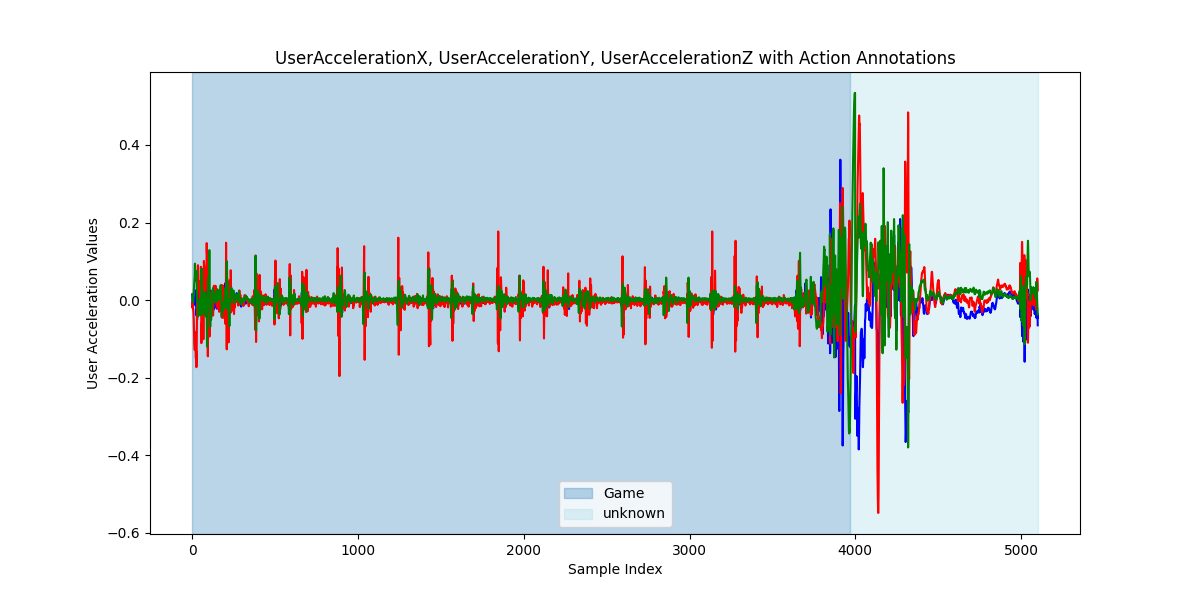 UserAccelerationX, UserAccelerationY, UserAccelerationZ with Action Annotations
User Acceleration Values
0.4
0.2
0.0
−0.2
−0.4
−0.6
Game
unknown
0 1000 2000 3000 4000 5000
Sample Index